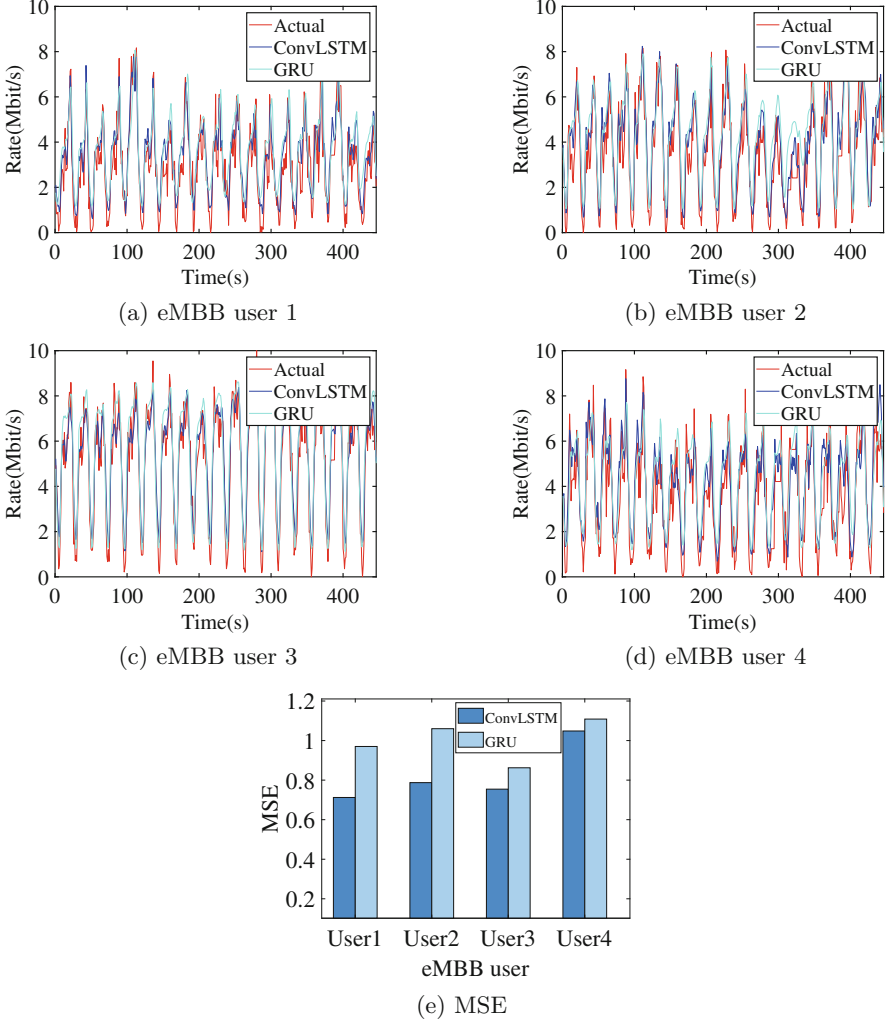 10
8
6
4
2
0
Rate(Mbit/s)
Actual
ConvLSTM
GRU
0 100 200 300 400
Time(s)
(a) eMBB user 1
10
8
6
4
2
0
Rate(Mbit/s)
Actual
ConvLSTM
GRU
0 100 200 300 400
Time(s)
(b) eMBB user 2
10
8
6
4
2
0
Rate(Mbit/s)
Actual
ConvLSTM
GRU
0 100 200 300 400
Time(s)
(c) eMBB user 3
10
8
6
4
2
0
Rate(Mbit/s)
Actual
ConvLSTM
GRU
0 100 200 300 400
Time(s)
(d) eMBB user 4
1.2
1
0.8
0.6
0.4
0.2
MSE
ConvLSTM
GRU
User1 User2 User3 User4
eMBB user
(e) MSE